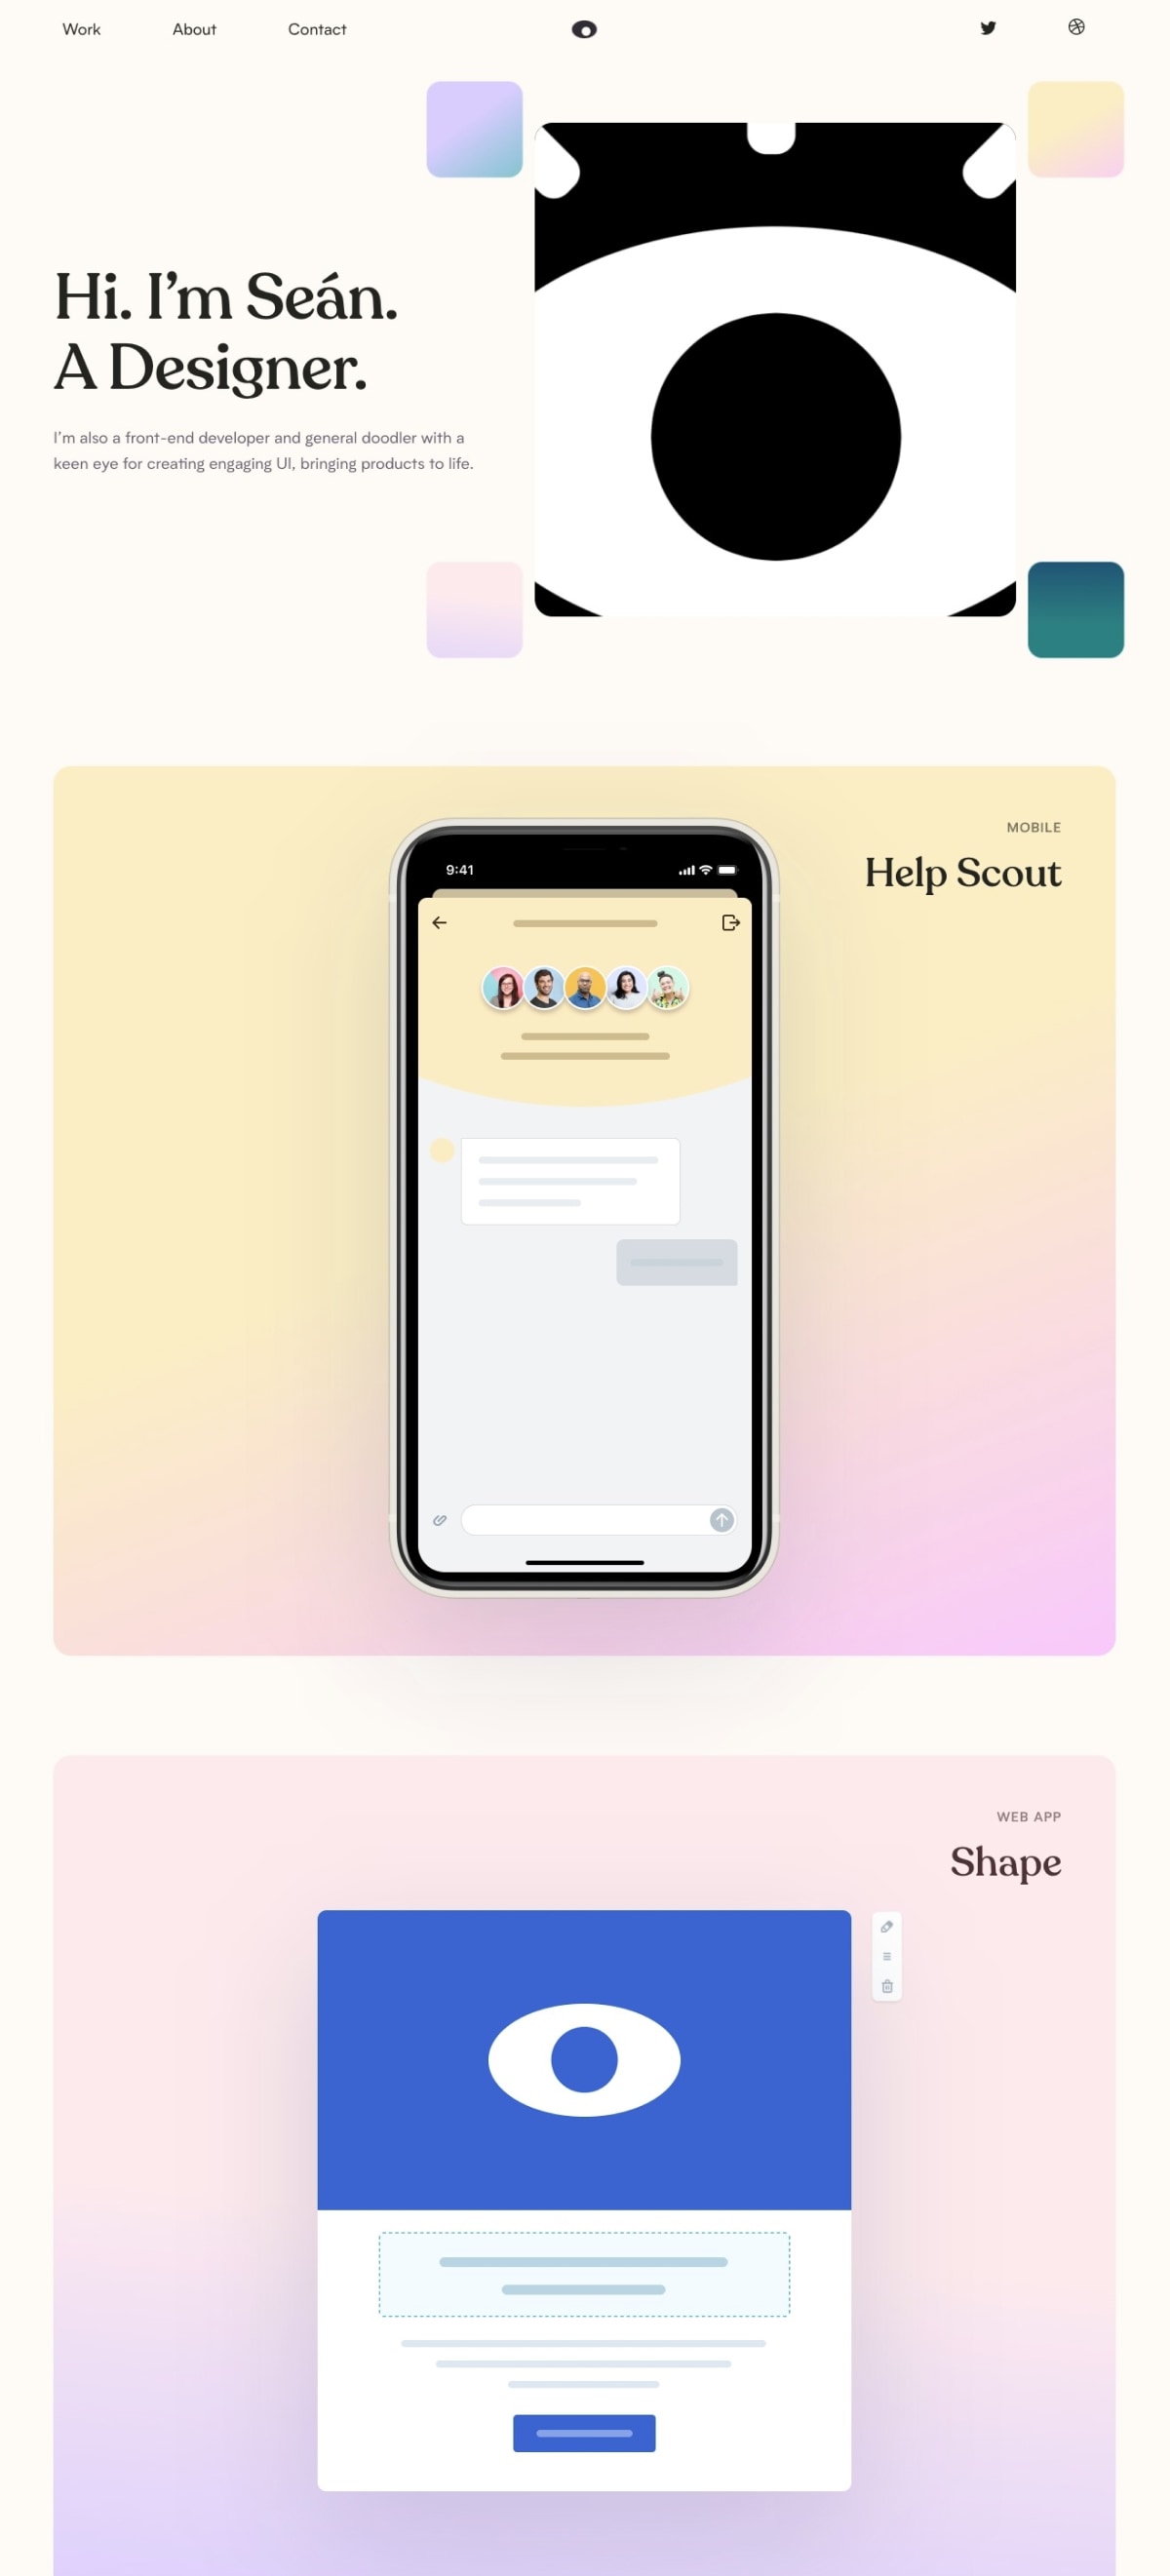 Work
About
Contact
Hi. I’m Seán.
A Designer.
I’m also a front-end developer and general doodler with a
keen eye for creating engaging UI, bringing products to life.
MOBILE
Help Scout
9:41
WEB APP
Shape